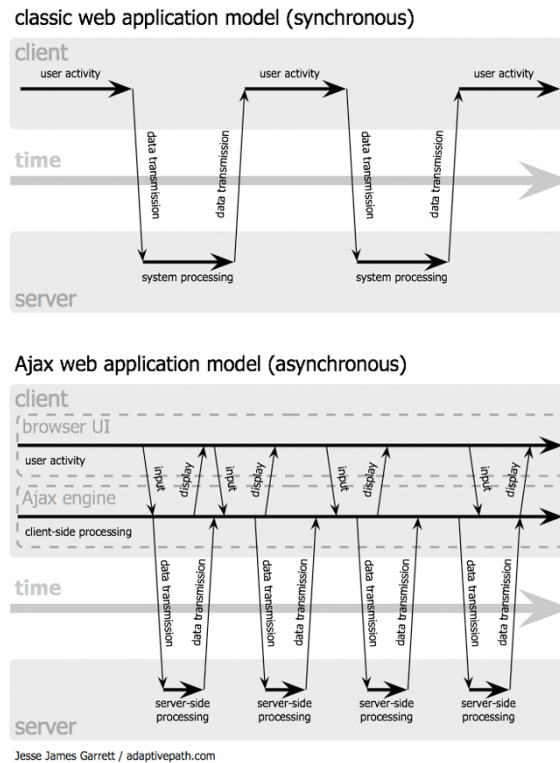 classic web application model (synchronous)
client
user activity
user activity
user activity
data transmission
data transmission
data transmission
data transmission
time
system processing
system processing
server
Ajax web application model (asynchronous)
client
browser UI
user activity
input
display
input
display
input
display
input
display
Ajax engine
client-side processing
data transmission
data transmission
data transmission
data transmission
data transmission
data transmission
data transmission
data transmission
time
server-side
processing
server-side
processing
server-side
processing
server-side
processing
server
Jesse James Garrett / adaptivepath.com